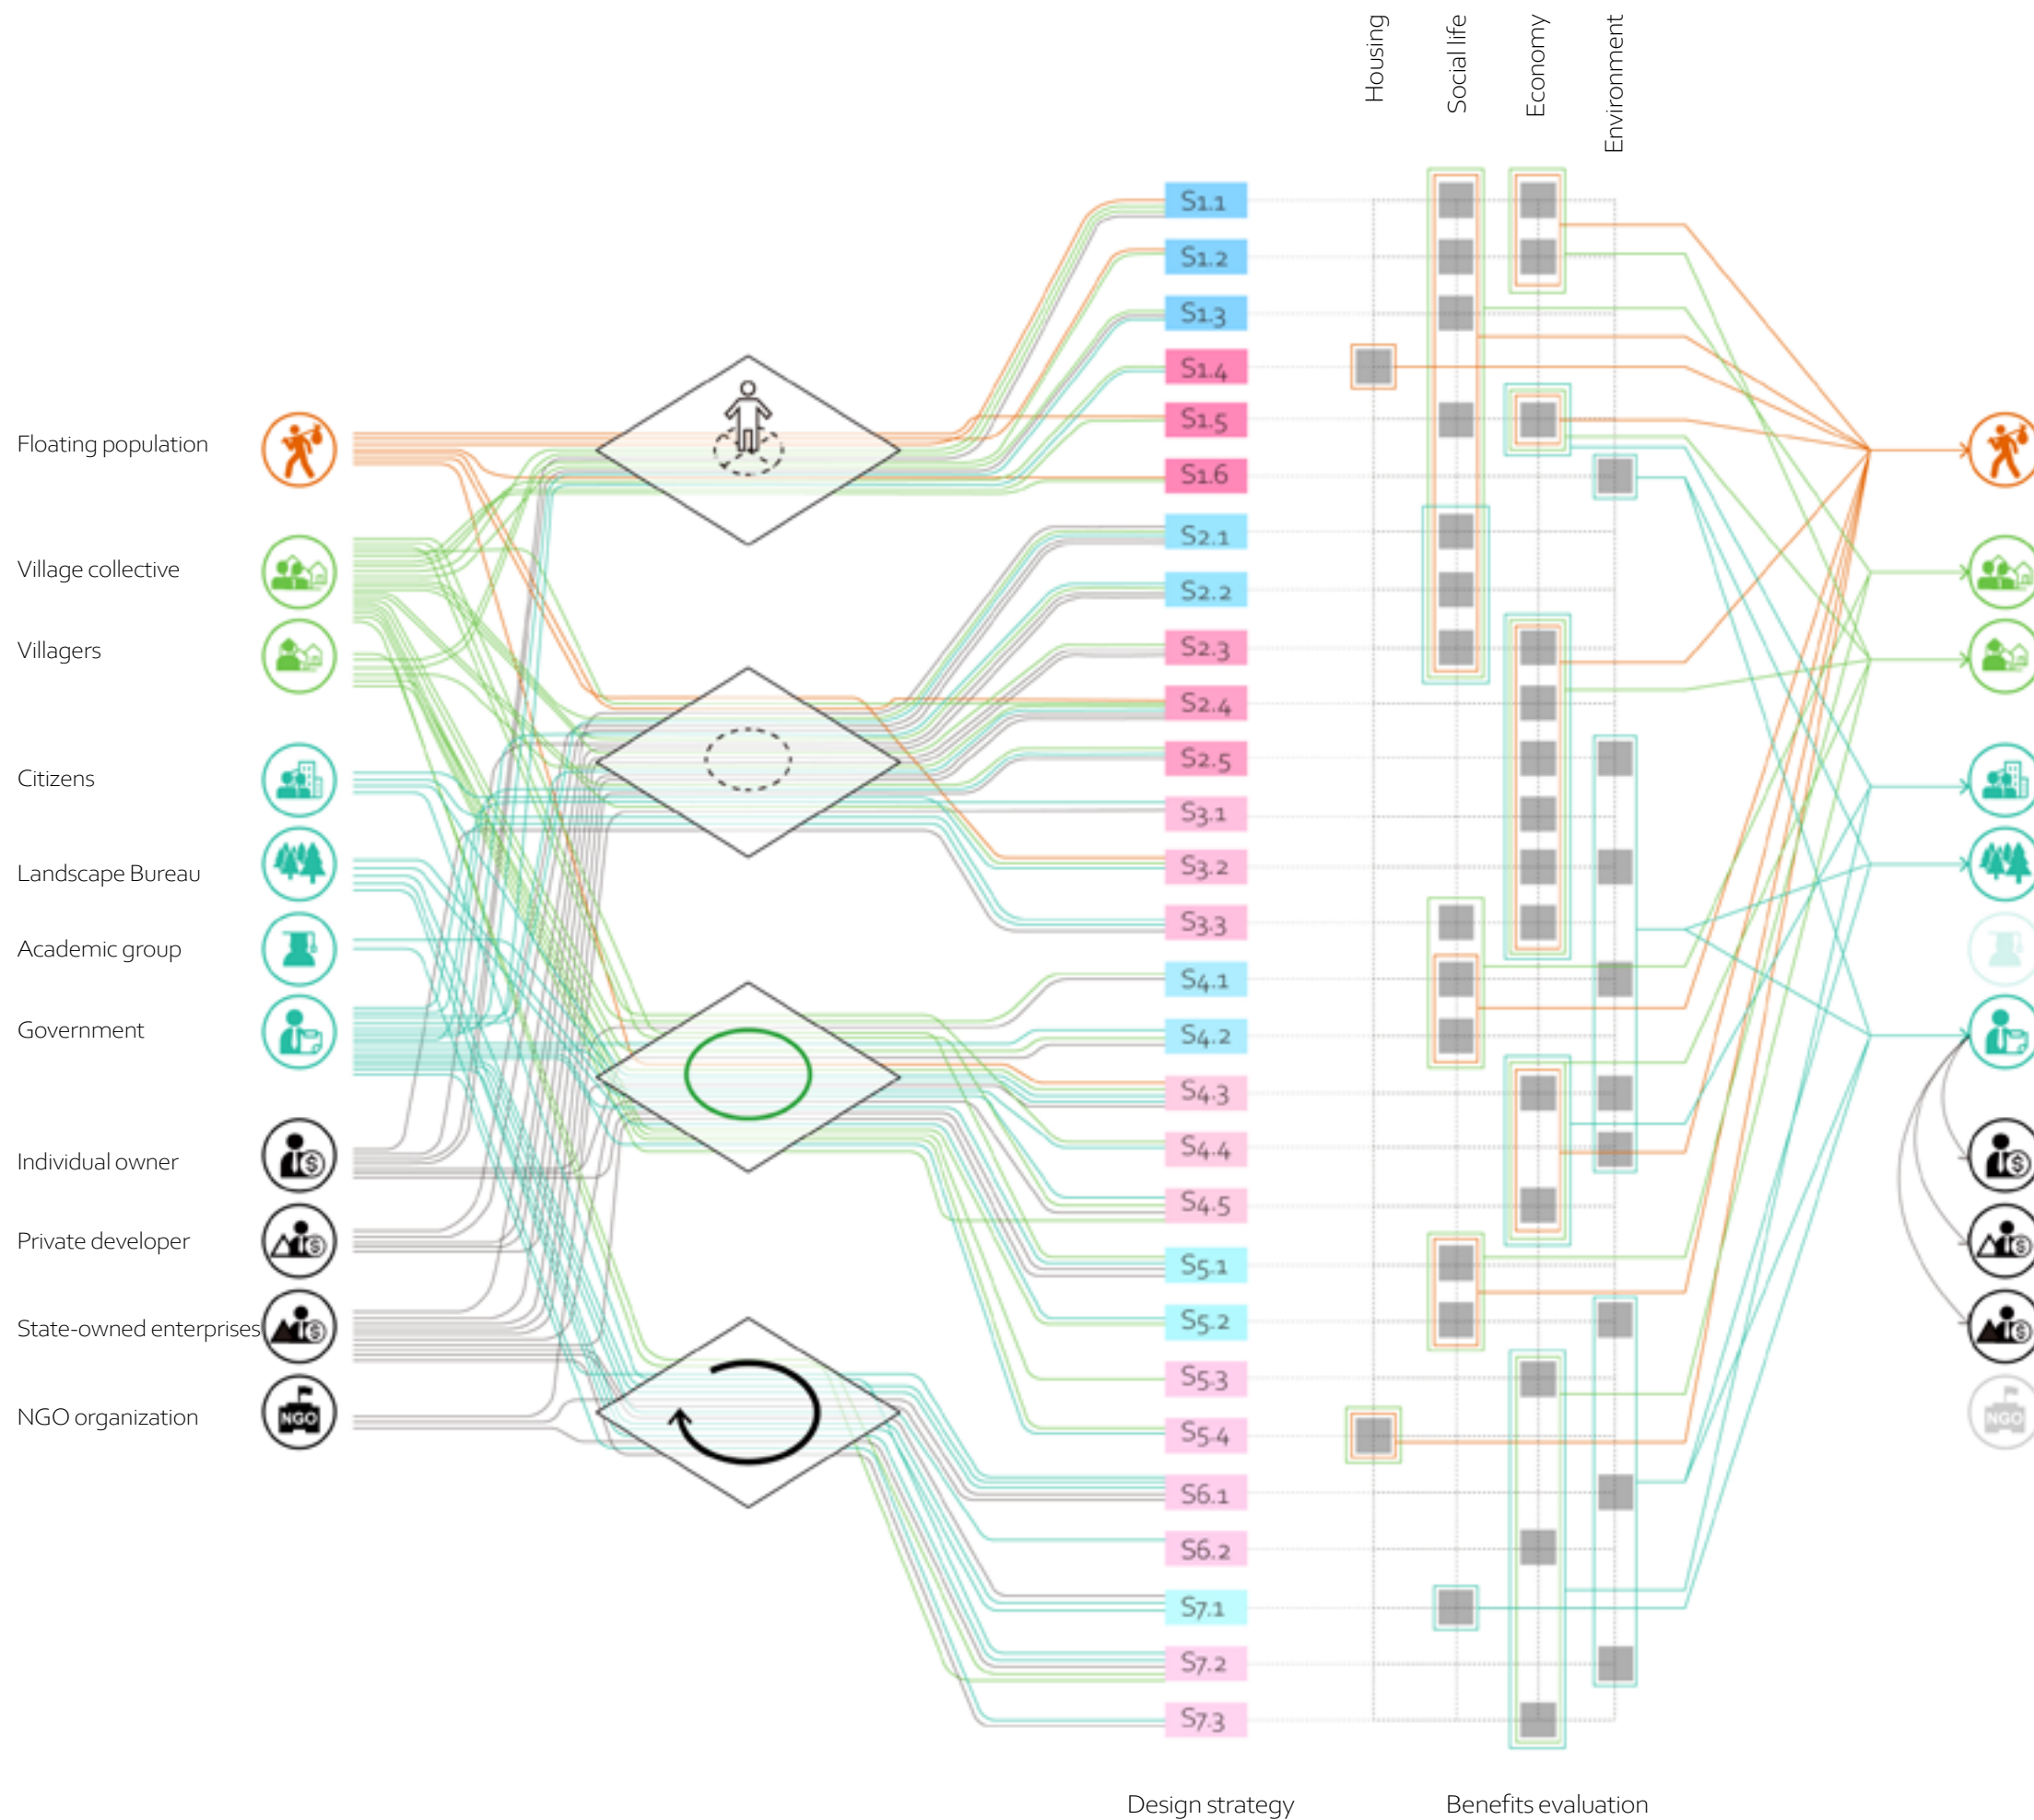 Housing
Social life
Economy
Environment
S1.1
S1.2
S1.3
S1.4
Floating population
S1.5
S1.6
S2.1
Village collective
S2.2
Villagers
S2.3
S2.4
Citizens
S2.5
S3.1
Landscape Bureau
S3.2
Academic group
S3.3
S4.1
Government
S4.2
S4.3
Individual owner
$
$
S4.4
S4.5
Private developer
$
$
S5.1
State-owned enterprises
$
$
S5.2
S5.3
NGO organization
NGO
NGO
S5.4
S6.1
S6.2
S7.1
S7.2
S7.3
Design strategy
Benefits evaluation